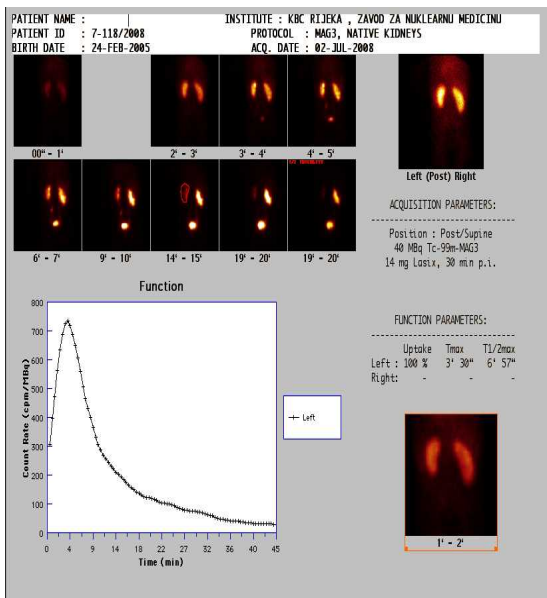 PATIENT NAME :
INSTITUTE : KBC RIJEKA , ZAVOD ZA NUKLEARNU MEDICINU
PATIENT ID : 7-118/2008
PROTOCOL : MAG3, NATIVE KIDNEYS
BIRTH DATE : 24-FEB-2005
ACQ. DATE : 02-JUL-2008
00" - 1'
2' - 3'
3' - 4'
4' - 5'
6' - 7'
9' - 10'
14' - 15'
19' - 20'
19' - 20'
Left (Post) Right
ACQUISITION PARAMETERS:
Position : Post/Supine
40 MBq Tc-99m-MAG3
14 mg Lasix, 30 min p.i.
Function
Count Rate (cpm/MBq)
800
700
600
500
400
300
200
100
0
0 4 9 14 18 22 27 32 36 40 45
Time (min)
Left
FUNCTION PARAMETERS:
Uptake Tmax T1/2max
Left : 100 % 3' 30" 6' 57"
Right: - - -
1' - 2'